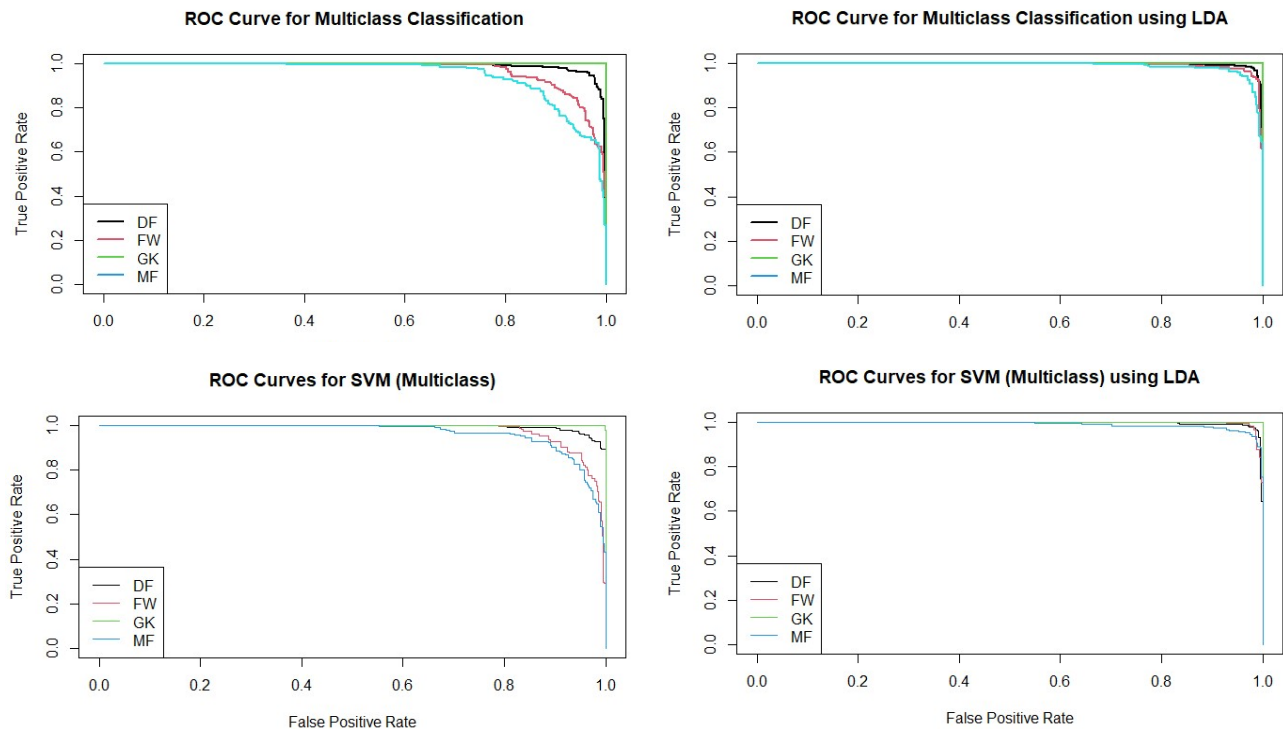 ROC Curve for Multiclass Classification
True Positive Rate
1.0
0.8
0.6
0.4
0.2
0.0
DF
FW
GK
MF
0.0 0.2 0.4 0.6 0.8 1.0
ROC Curve for Multiclass Classification using LDA
True Positive Rate
1.0
0.8
0.6
0.4
0.2
0.0
DF
FW
GK
MF
0.0 0.2 0.4 0.6 0.8 1.0
ROC Curves for SVM (Multiclass)
True Positive Rate
1.0
0.8
0.6
0.4
0.2
0.0
DF
FW
GK
MF
0.0 0.2 0.4 0.6 0.8 1.0
False Positive Rate
ROC Curves for SVM (Multiclass) using LDA
True Positive Rate
1.0
0.8
0.6
0.4
0.2
0.0
DF
FW
GK
MF
0.0 0.2 0.4 0.6 0.8 1.0
False Positive Rate